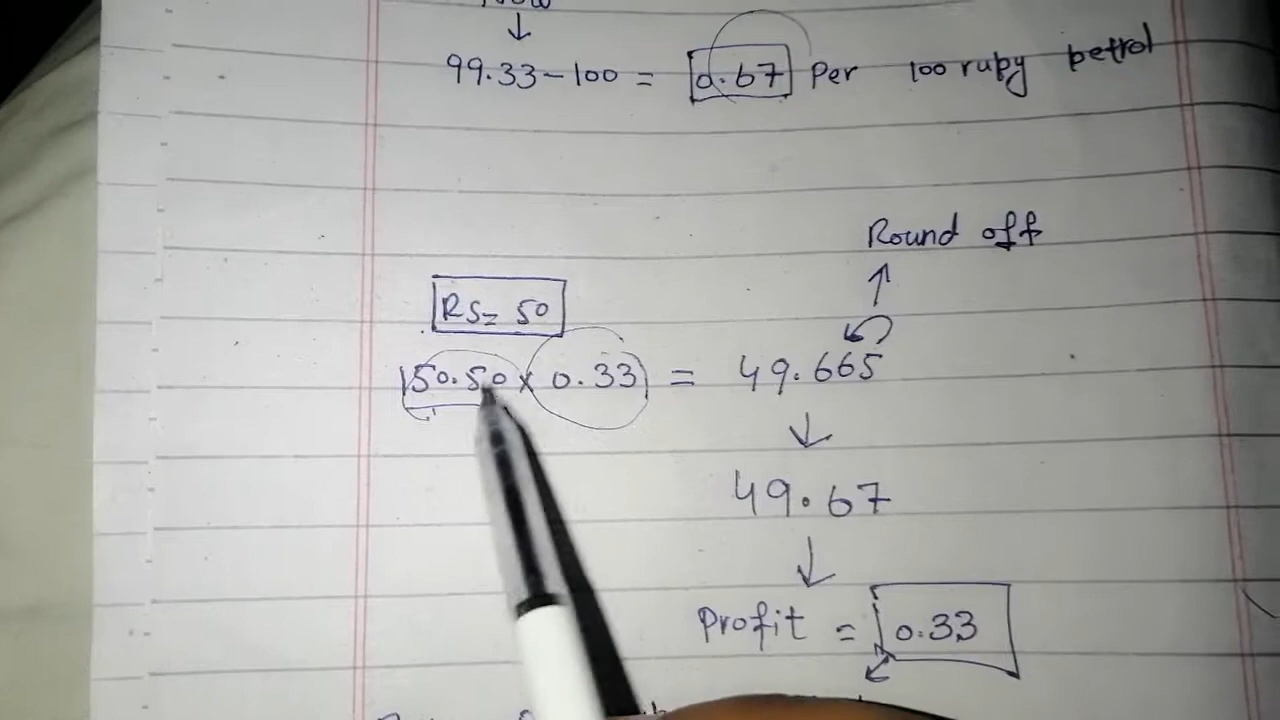 ↓
99.33-100 = 0.67 Per 100 rupy petrol
Round off
↑
RS= 50
150.50 x 0.33 = 49.665
↓
49.67
↓
Profit = 0.33